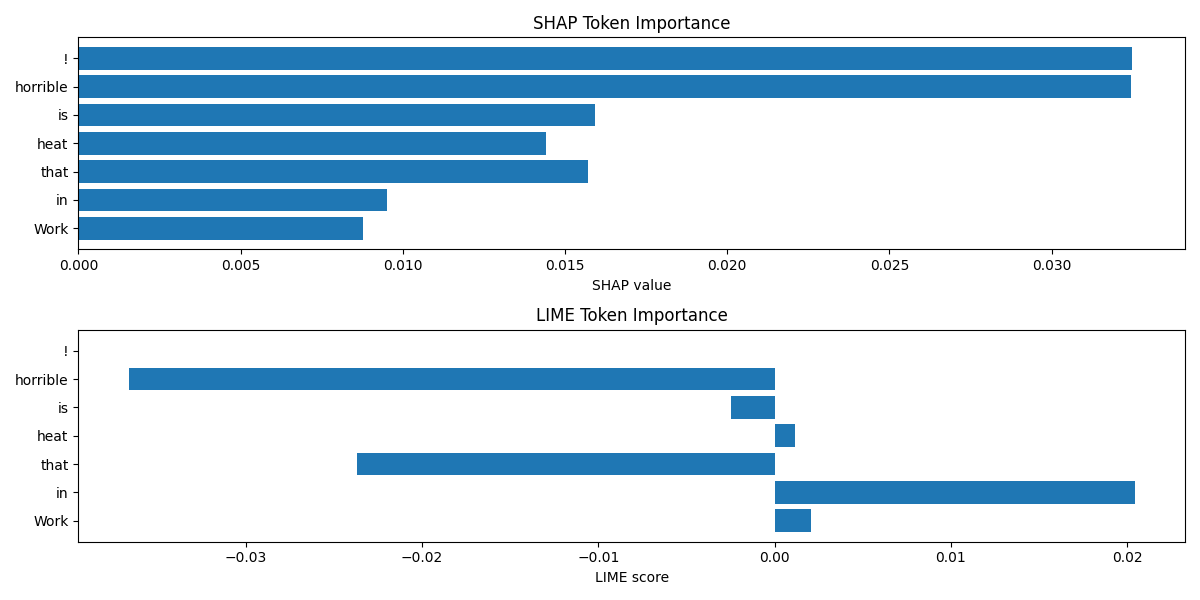 SHAP Token Importance
!
horrible
is
heat
that
in
Work
0.000 0.005 0.010 0.015 0.020 0.025 0.030
SHAP value
LIME Token Importance
!
horrible
is
heat
that
in
Work
−0.03 −0.02 −0.01 0.00 0.01 0.02
LIME score